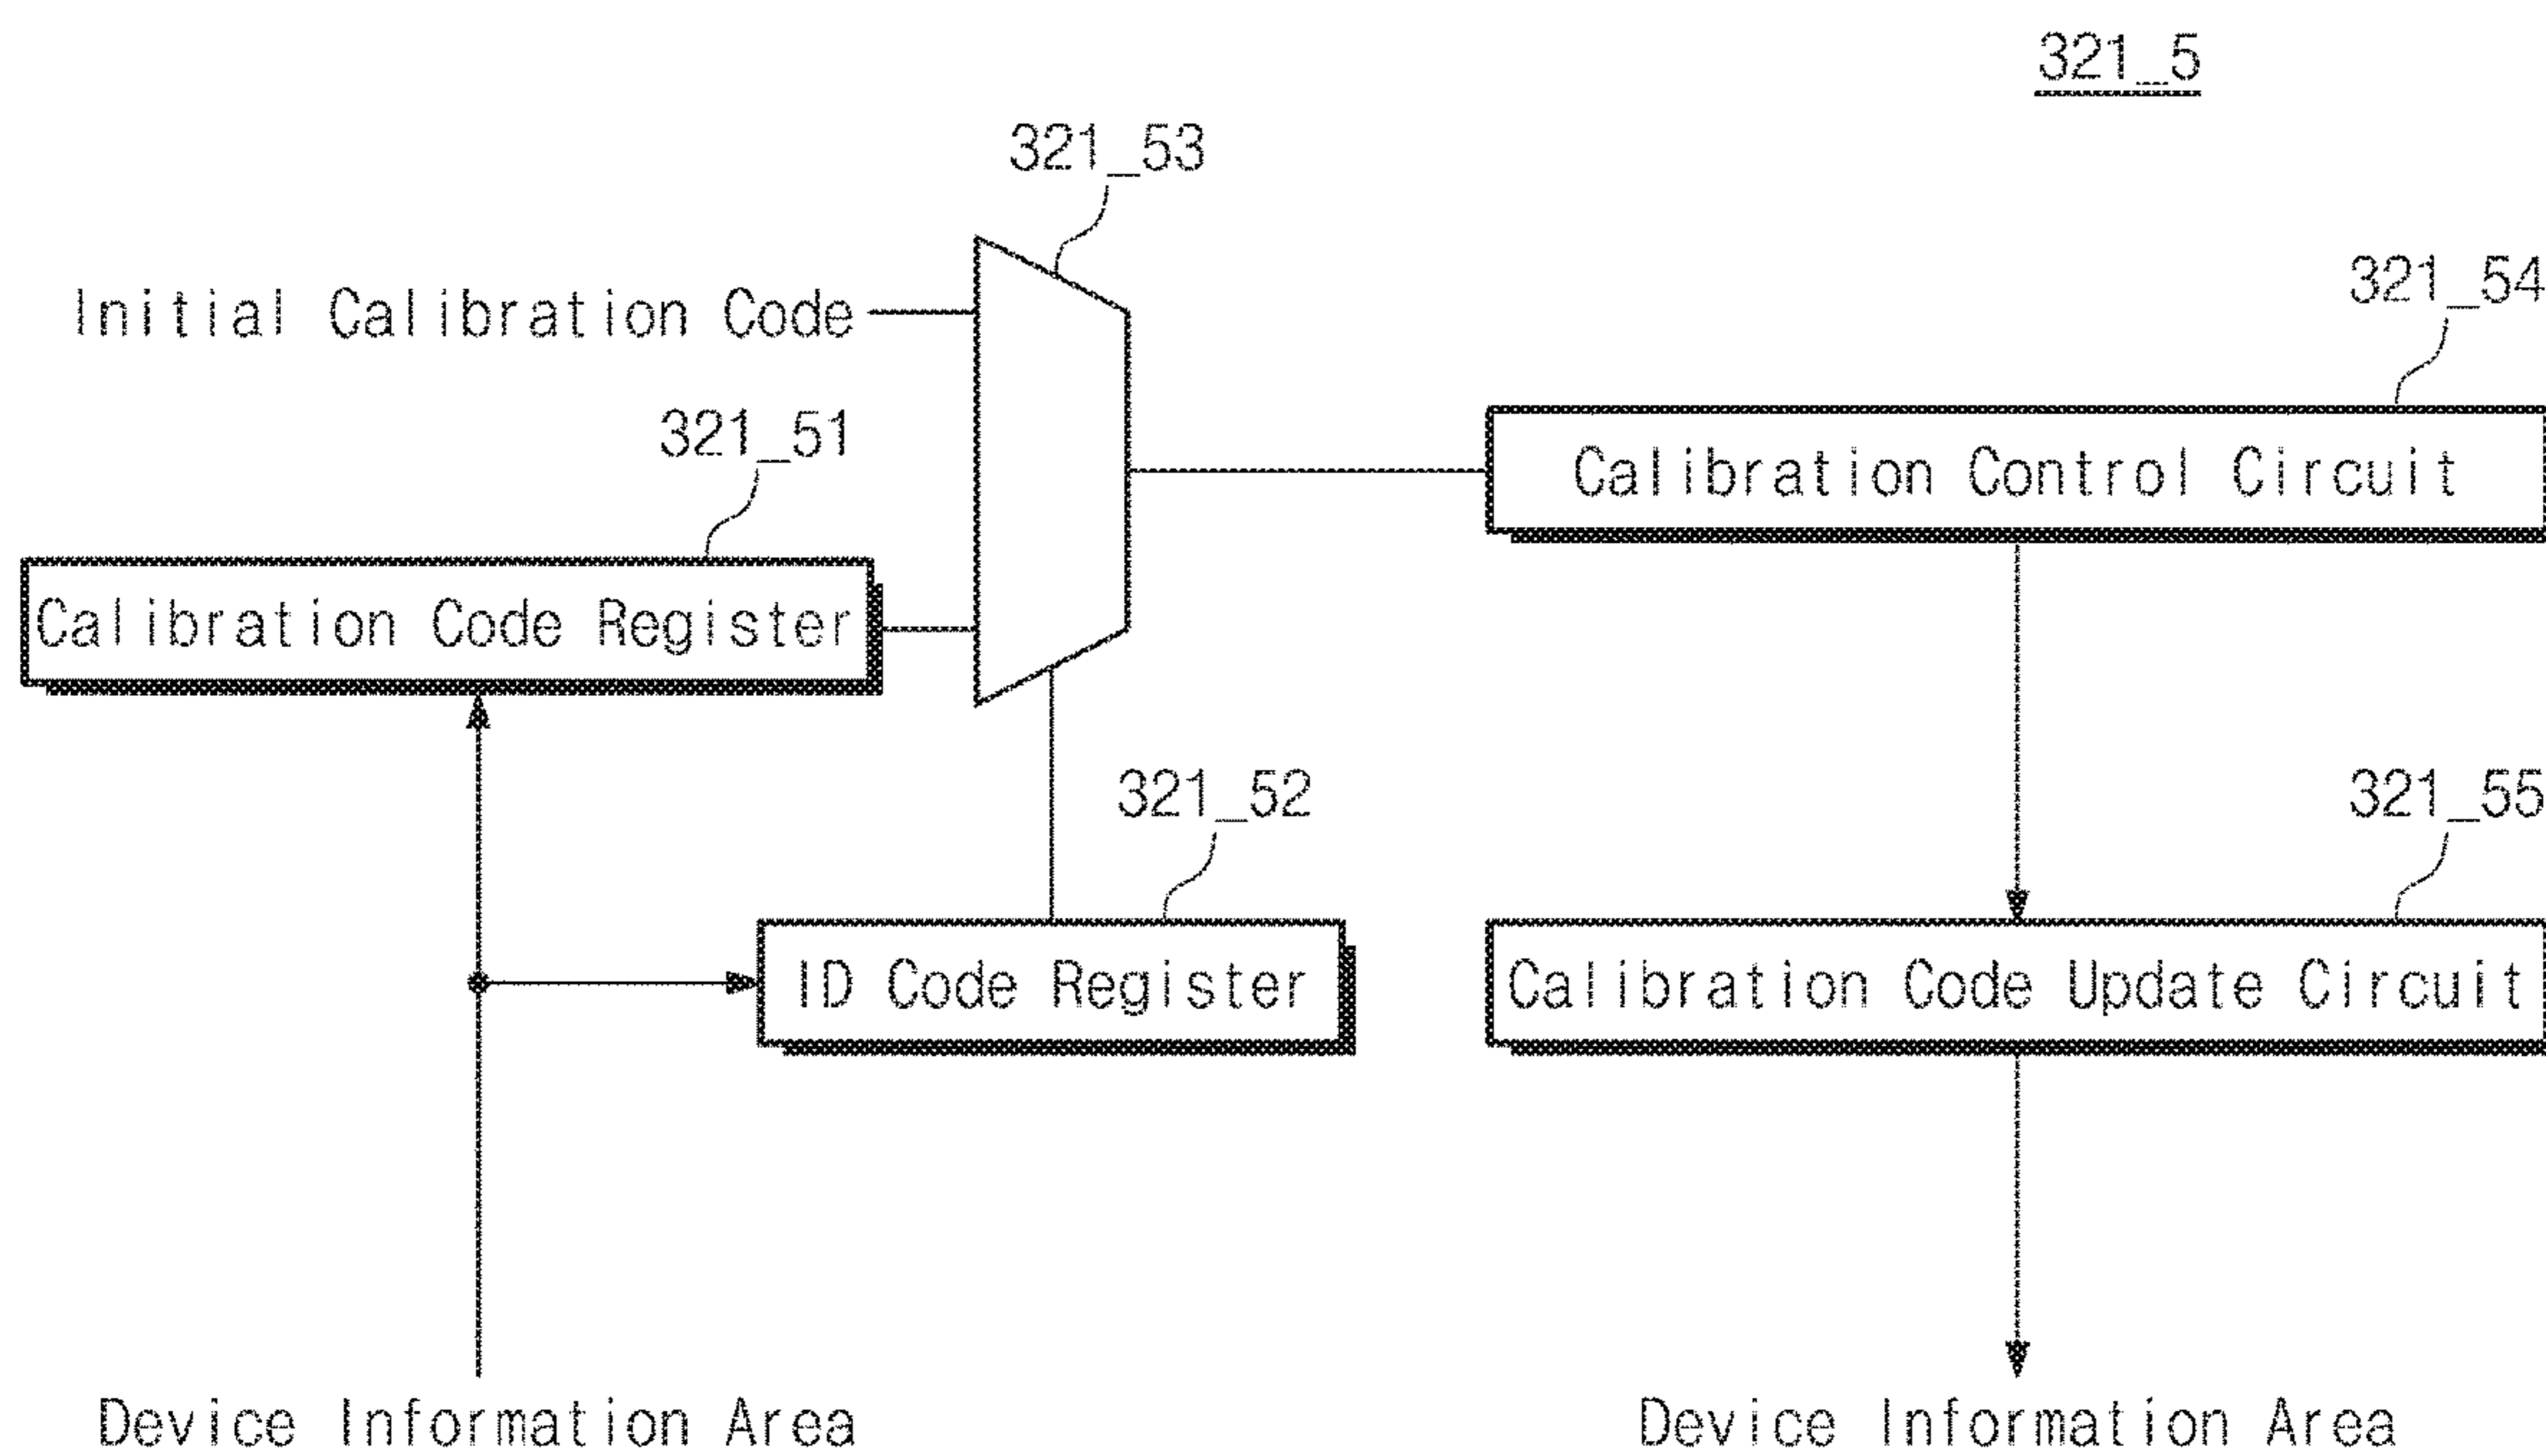 321_5
321_53
Initial Calibration Code
321_54
321_51
Calibration Control Circuit
Calibration Code Register
321_52
321_55
ID Code Register
Calibration Code Update Circuit
Device Information Area
Device Information Area